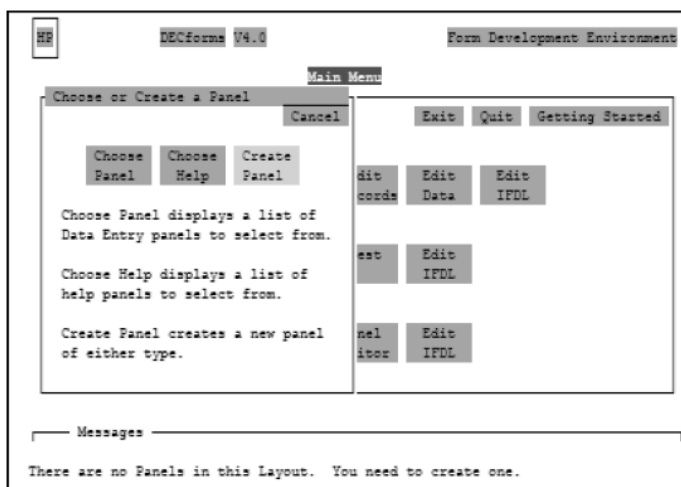 HP DECforms V4.0 Form Development Environment
Main Menu
Choose or Create a Panel
Cancel
Exit Quit Getting Started
Choose Panel
Choose Help
Create Panel
dit cords
Edit Data
Edit IFDL
Choose Panel displays a list of
Data Entry panels to select from.
est
Edit IFDL
Choose Help displays a list of
help panels to select from.
Create Panel creates a new panel
of either type.
nel itor
Edit IFDL
Messages
There are no Panels in this Layout. You need to create one.